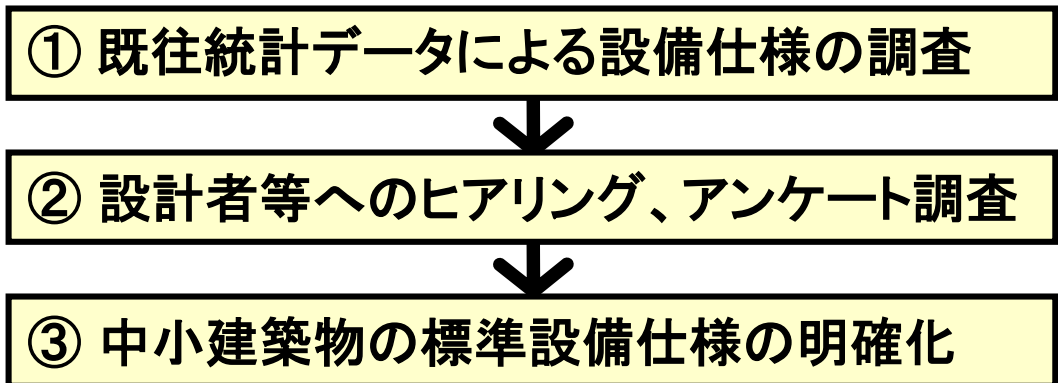 ① 既往統計データによる設備仕様の調査
② 設計者等へのヒアリング、アンケート調査
③ 中小建築物の標準設備仕様の明確化